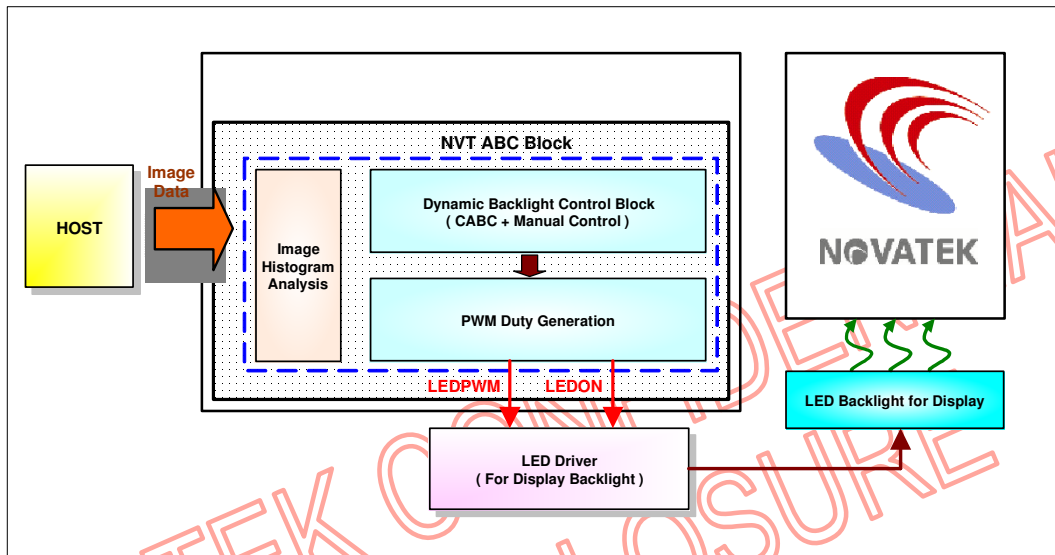 NVT ABC Block
HOST
Image
Data
Image
Histogram
Analysis
Dynamic Backlight Control Block
( CABC + Manual Control )
PWM Duty Generation
LEDPWM
LEDON
LED Driver
( For Display Backlight )
NOVATEK
LED Backlight for Display